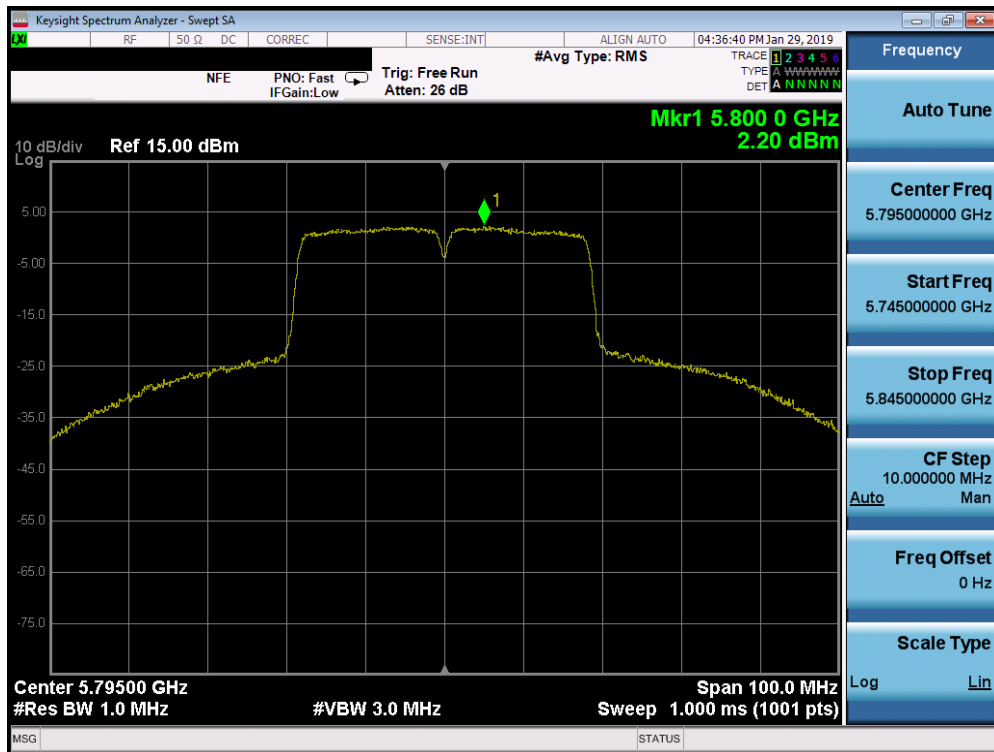 Keysight Spectrum Analyzer - Swept SA
LXI RF 50 Ω DC CORREC SENSE:INT ALIGN AUTO 04:36:40 PM Jan 29, 2019
NFE PNO: Fast IFGain:Low Trig: Free Run Atten: 26 dB #Avg Type: RMS
TRACE 1 2 3 4 5 6
TYPE A WWWWW
DET A N N N N N
Mkr1 5.800 0 GHz
2.20 dBm
10 dB/div Ref 15.00 dBm
Log
1
5.00
-5.00
-15.0
-25.0
-35.0
-45.0
-55.0
-65.0
-75.0
Center 5.79500 GHz Span 100.0 MHz
#Res BW 1.0 MHz #VBW 3.0 MHz Sweep 1.000 ms (1001 pts)
MSG STATUS
Frequency
Auto Tune
Center Freq
5.795000000 GHz
Start Freq
5.745000000 GHz
Stop Freq
5.845000000 GHz
CF Step
10.000000 MHz
Auto Man
Freq Offset
0 Hz
Scale Type
Log Lin